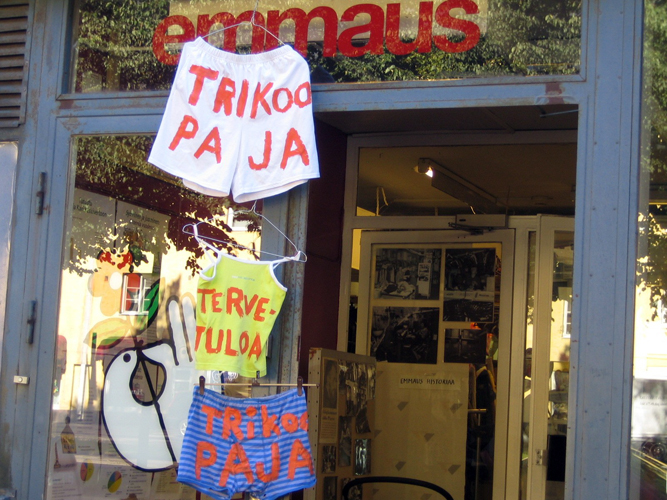 emmaus
TRIKOO
PAJA
TERVE-
TULOA
TRiKOO
PAJA